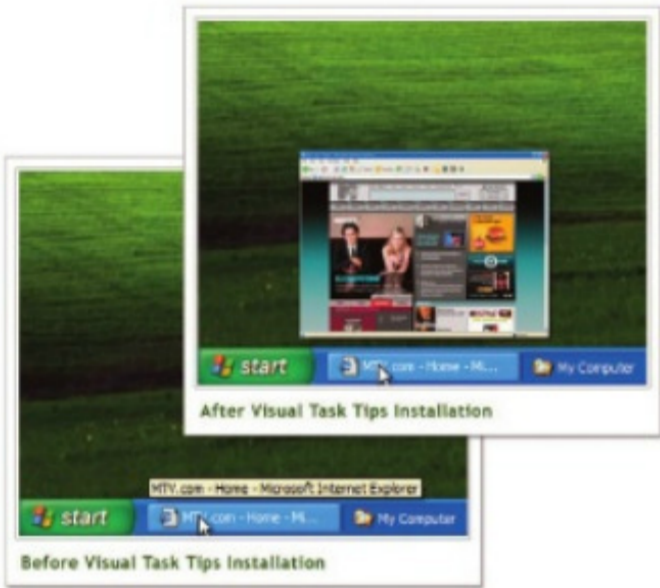 start
MTV.com - Home - Mi...
My Computer
After Visual Task Tips Installation
MTV.com - Home - Microsoft Internet Explorer
start
MTV.com - Home - Mi...
My Computer
Before Visual Task Tips Installation